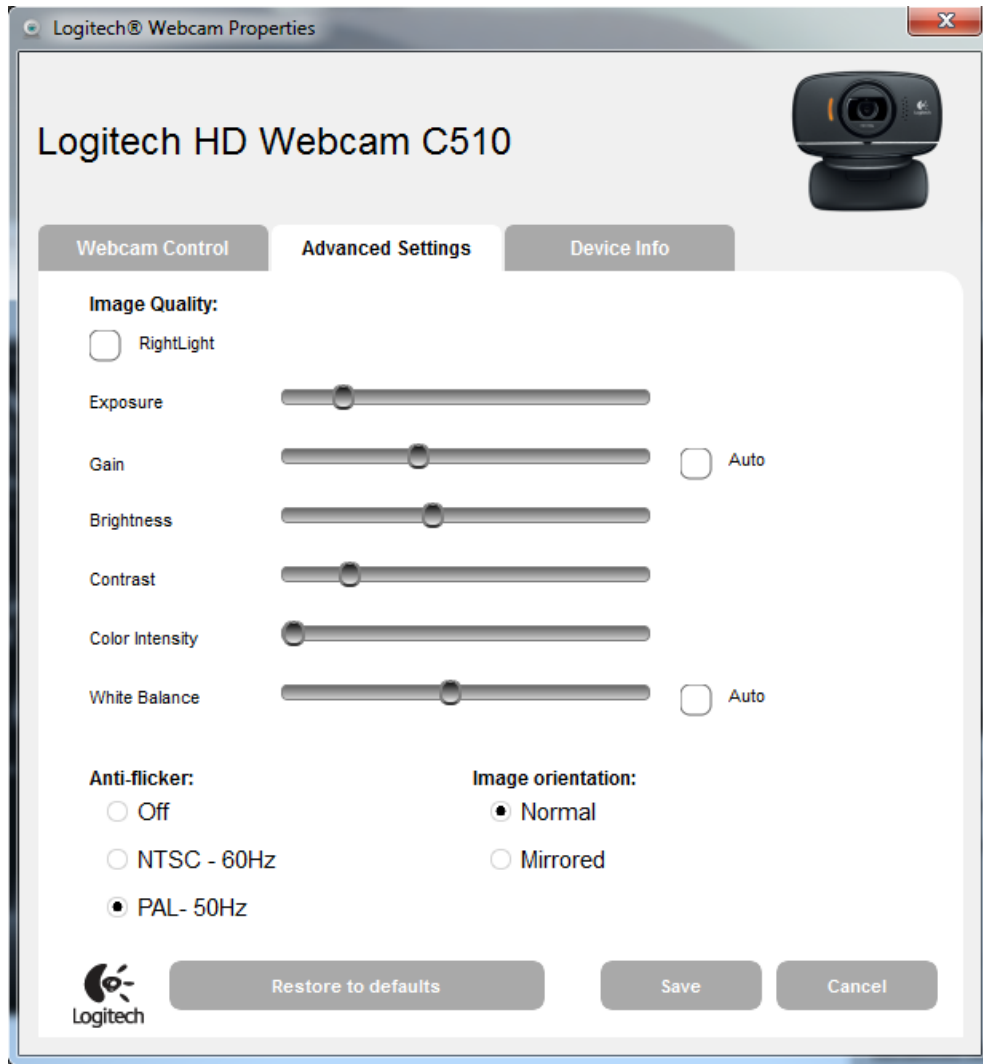 Logitech® Webcam Properties
Logitech HD Webcam C510
Webcam Control Advanced Settings Device Info
Image Quality:
RightLight
Exposure
Gain Auto
Brightness
Contrast
Color Intensity
White Balance Auto
Anti-flicker: Image orientation:
Off Normal
NTSC - 60Hz Mirrored
PAL- 50Hz
Restore to defaults Save Cancel
Logitech